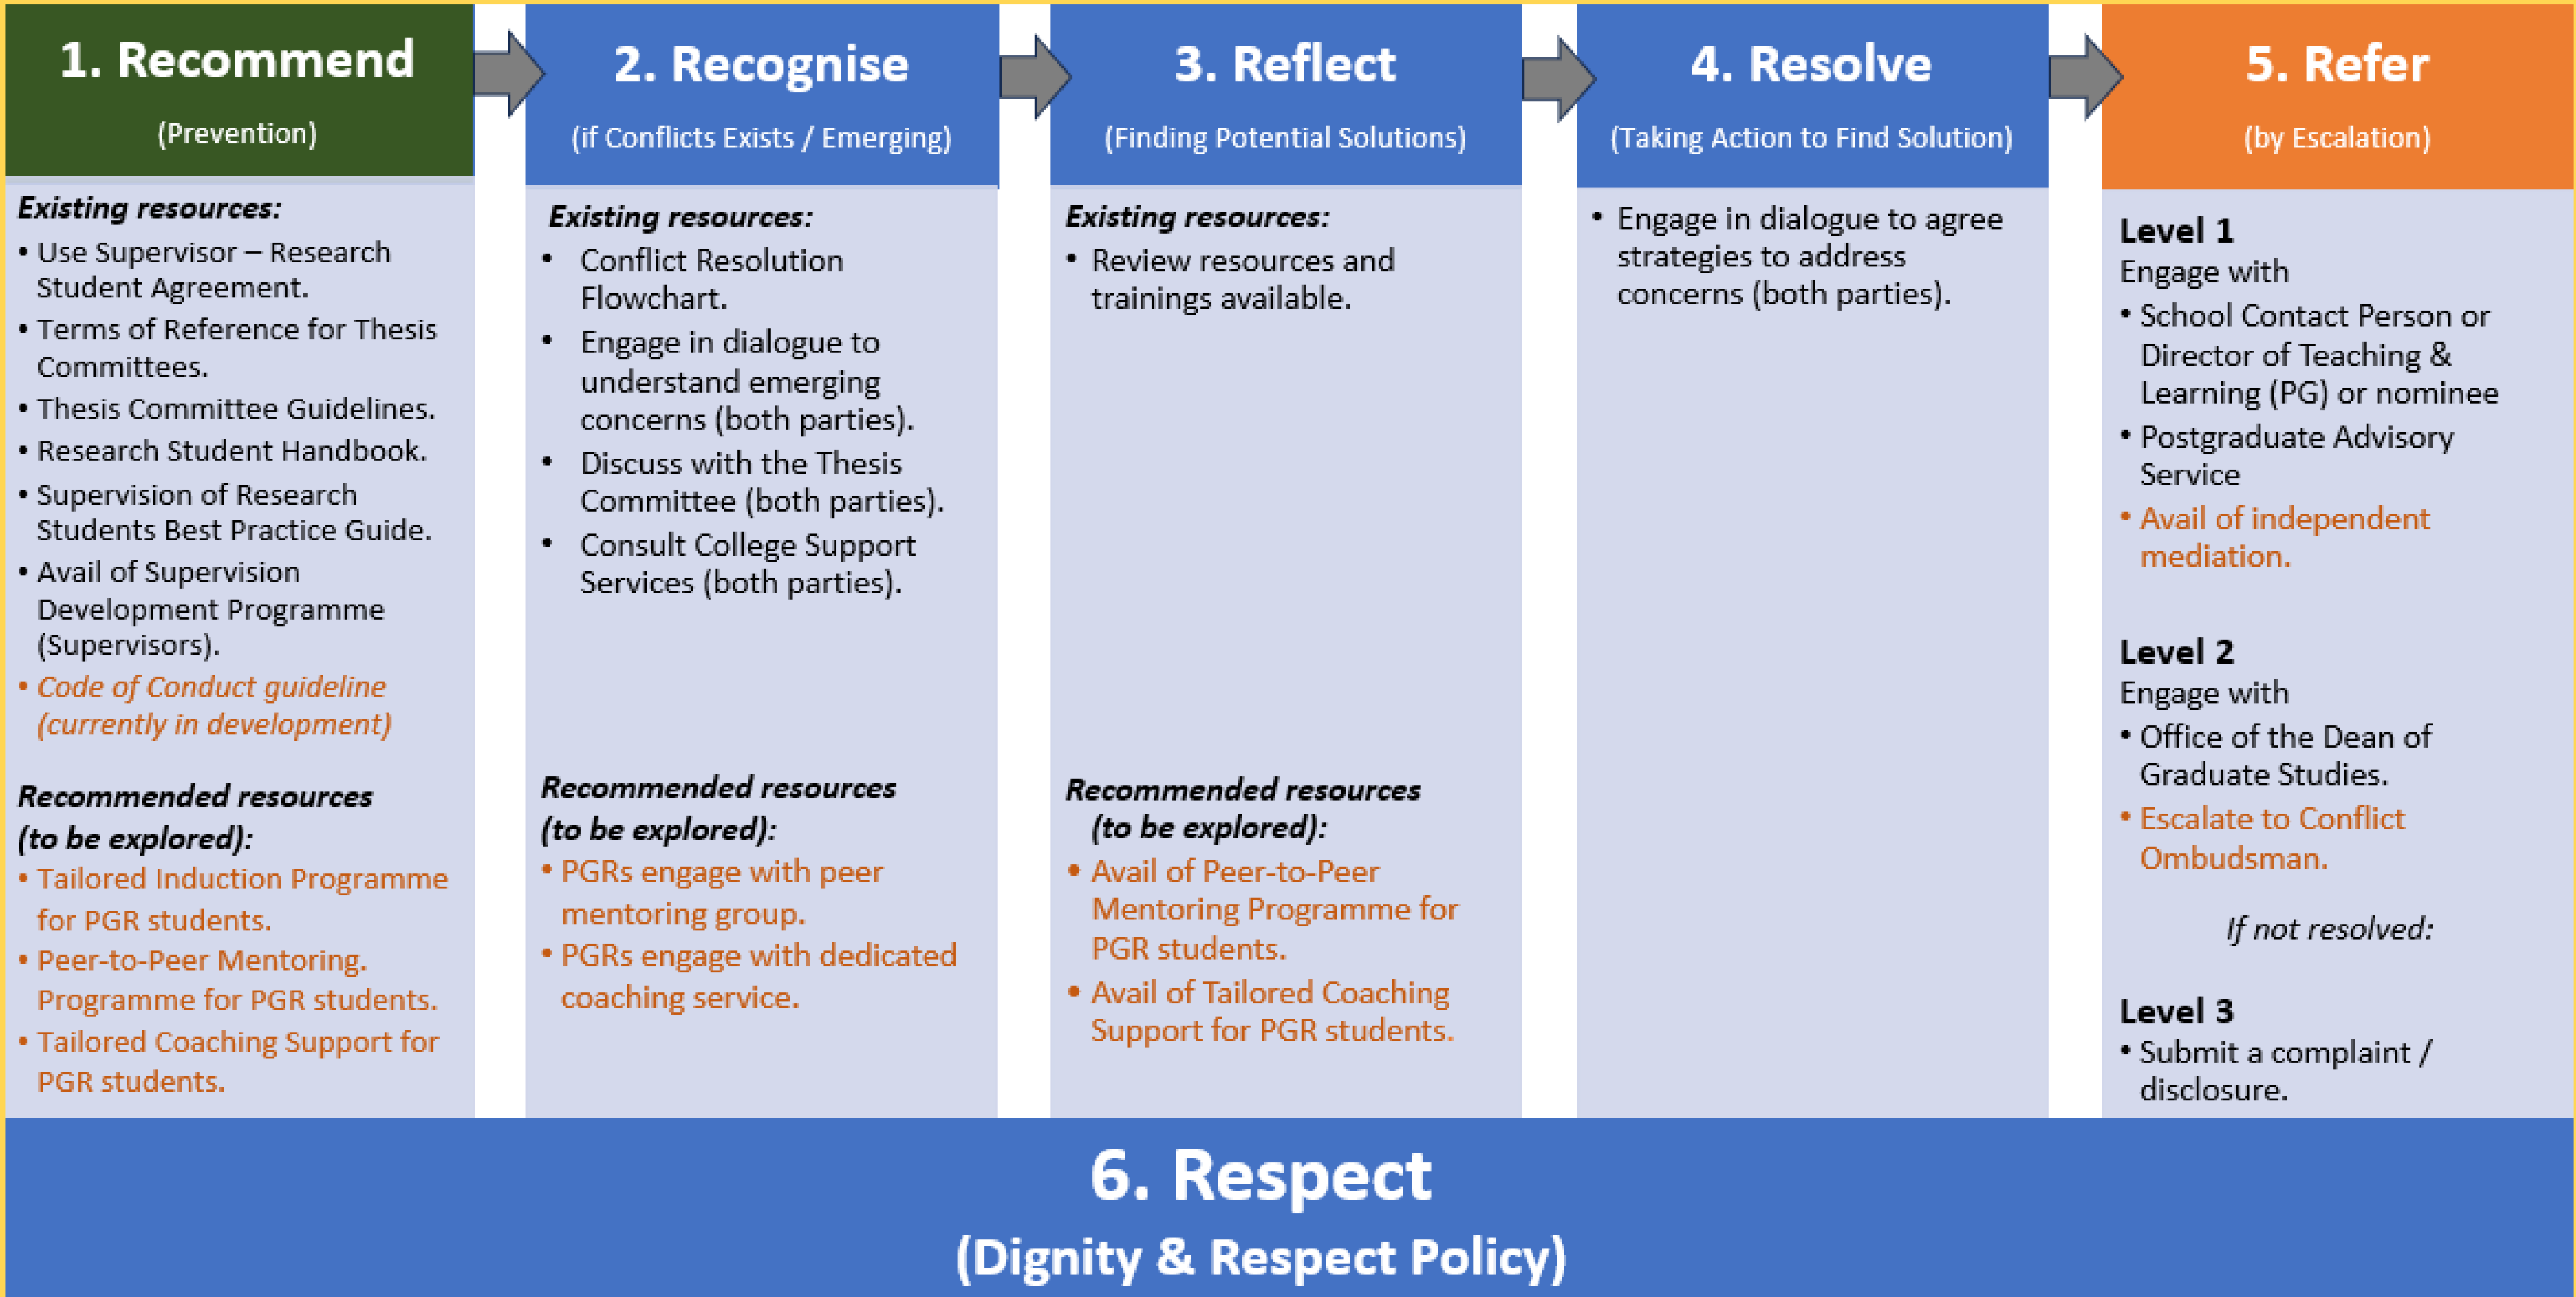 1. Recommend
(Prevention)
Existing resources:
• Use Supervisor – Research
Student Agreement.
• Terms of Reference for Thesis
Committees.
• Thesis Committee Guidelines.
• Research Student Handbook.
• Supervision of Research
Students Best Practice Guide.
• Avail of Supervision
Development Programme
(Supervisors).
• Code of Conduct guideline
(currently in development)
Recommended resources
(to be explored):
• Tailored Induction Programme
for PGR students.
• Peer-to-Peer Mentoring.
Programme for PGR students.
• Tailored Coaching Support for
PGR students.
2. Recognise
(if Conflicts Exists / Emerging)
Existing resources:
• Conflict Resolution
Flowchart.
• Engage in dialogue to
understand emerging
concerns (both parties).
• Discuss with the Thesis
Committee (both parties).
• Consult College Support
Services (both parties).
Recommended resources
(to be explored):
• PGRs engage with peer
mentoring group.
• PGRs engage with dedicated
coaching service.
3. Reflect
(Finding Potential Solutions)
Existing resources:
• Review resources and
trainings available.
Recommended resources
(to be explored):
• Avail of Peer-to-Peer
Mentoring Programme for
PGR students.
• Avail of Tailored Coaching
Support for PGR students.
4. Resolve
(Taking Action to Find Solution)
• Engage in dialogue to agree
strategies to address
concerns (both parties).
5. Refer
(by Escalation)
Level 1
Engage with
• School Contact Person or
Director of Teaching &
Learning (PG) or nominee
• Postgraduate Advisory
Service
• Avail of independent
mediation.
Level 2
Engage with
• Office of the Dean of
Graduate Studies.
• Escalate to Conflict
Ombudsman.
If not resolved:
Level 3
• Submit a complaint /
disclosure.
6. Respect
(Dignity & Respect Policy)